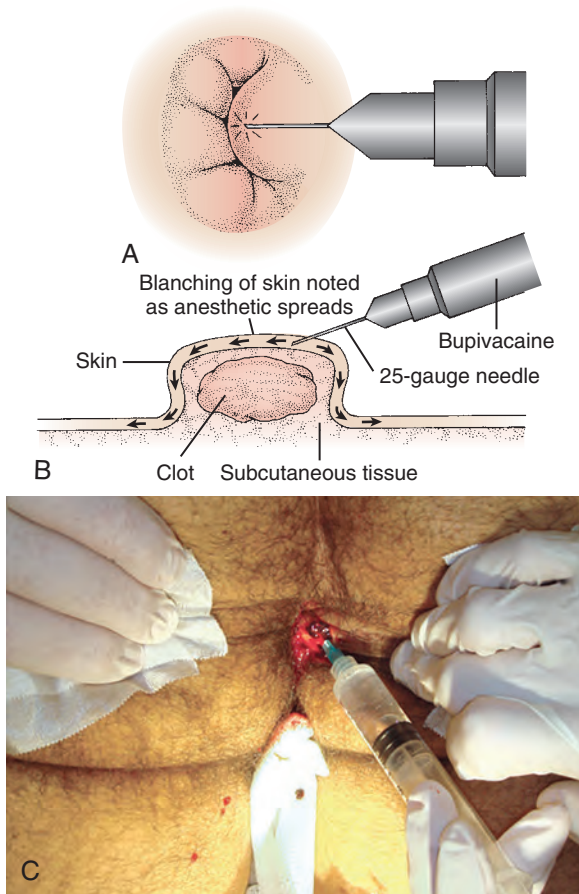 A
Blanching of skin noted
as anesthetic spreads
Skin
Bupivacaine
25-gauge needle
Clot
Subcutaneous tissue
B
C